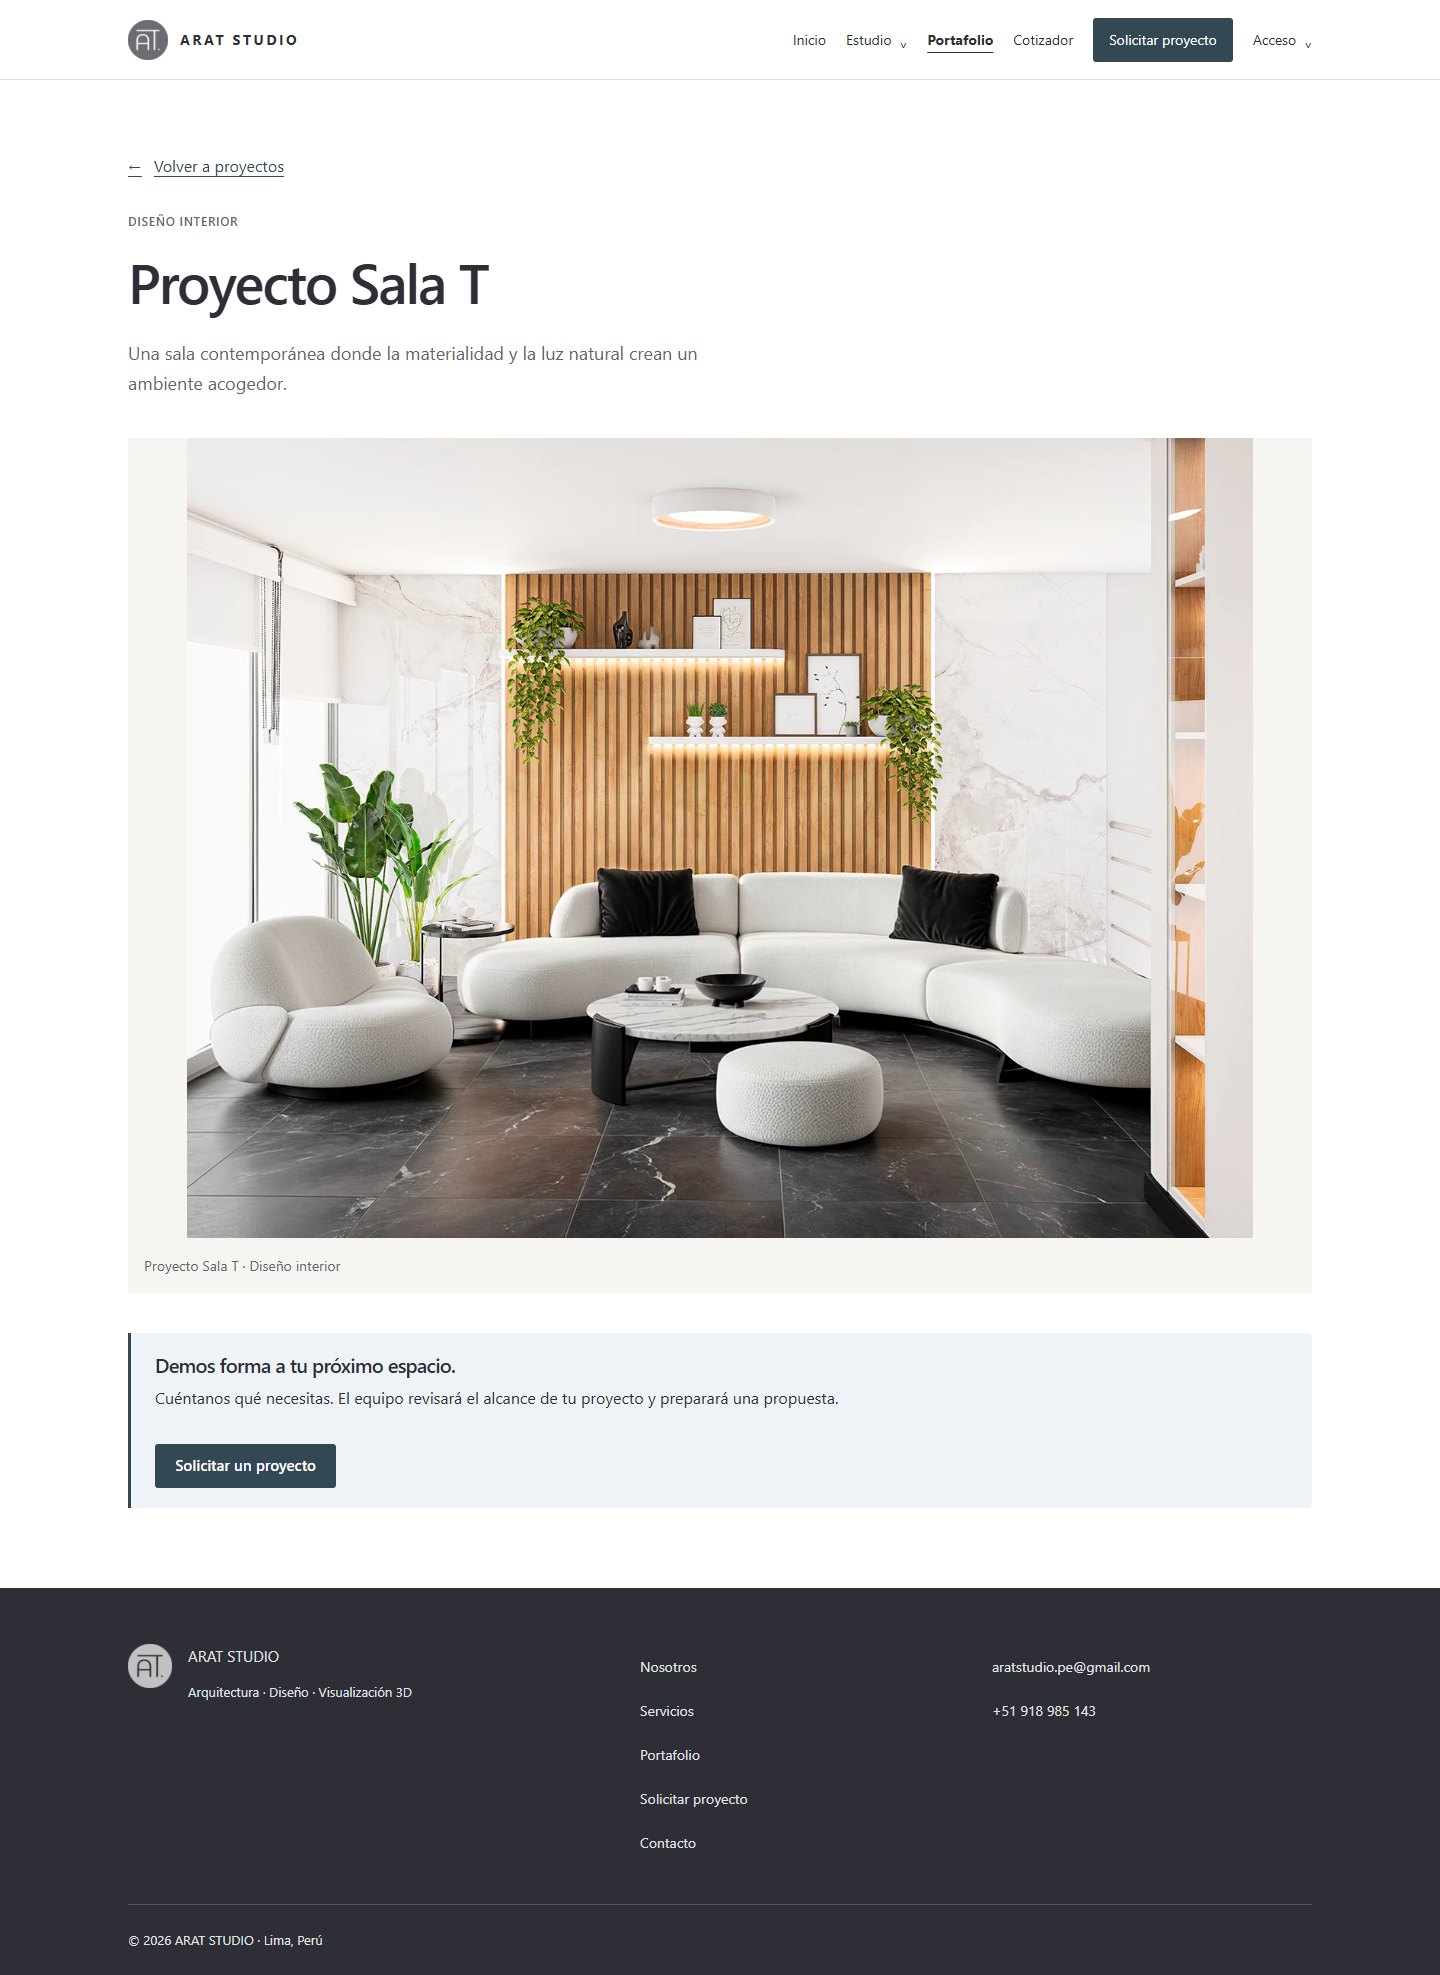 AT.
ARAT STUDIO
Inicio Estudio v Portafolio Cotizador Solicitar proyecto Acceso v
← Volver a proyectos
DISEÑO INTERIOR
Proyecto Sala T
Una sala contemporánea donde la materialidad y la luz natural crean un
ambiente acogedor.
Proyecto Sala T · Diseño interior
Demos forma a tu próximo espacio.
Cuéntanos qué necesitas. El equipo revisará el alcance de tu proyecto y preparará una propuesta.
Solicitar un proyecto
AT.
ARAT STUDIO
Arquitectura · Diseño · Visualización 3D
Nosotros
Servicios
Portafolio
Solicitar proyecto
Contacto
aratstudio.pe@gmail.com
+51 918 985 143
© 2026 ARAT STUDIO · Lima, Perú